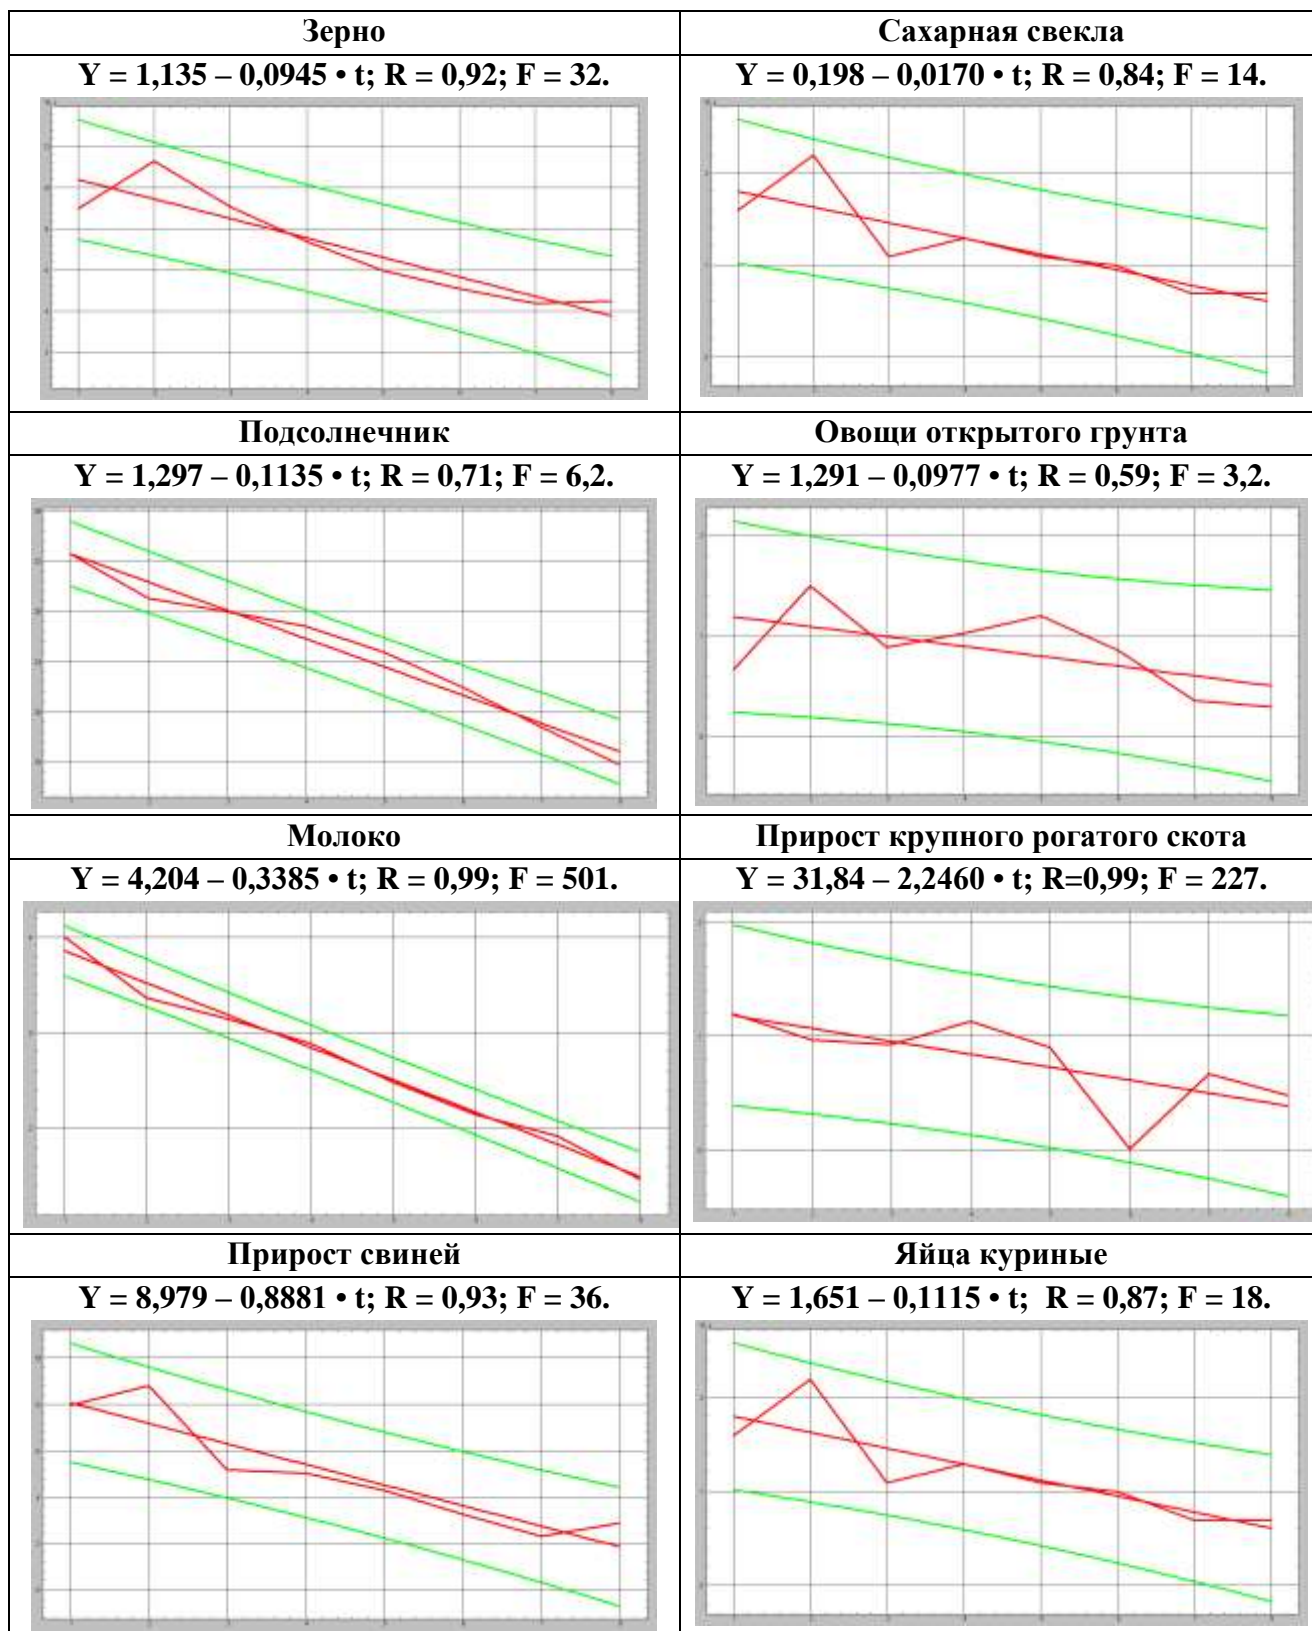 Зерно
Сахарная свекла
Y = 1,135 – 0,0945 • t; R = 0,92; F = 32.
Y = 0,198 – 0,0170 • t; R = 0,84; F = 14.
Подсолнечник
Овощи открытого грунта
Y = 1,297 – 0,1135 • t; R = 0,71; F = 6,2.
Y = 1,291 – 0,0977 • t; R = 0,59; F = 3,2.
Молоко
Прирост крупного рогатого скота
Y = 4,204 – 0,3385 • t; R = 0,99; F = 501.
Y = 31,84 – 2,2460 • t; R=0,99; F = 227.
Прирост свиней
Яйца куриные
Y = 8,979 – 0,8881 • t; R = 0,93; F = 36.
Y = 1,651 – 0,1115 • t; R = 0,87; F = 18.